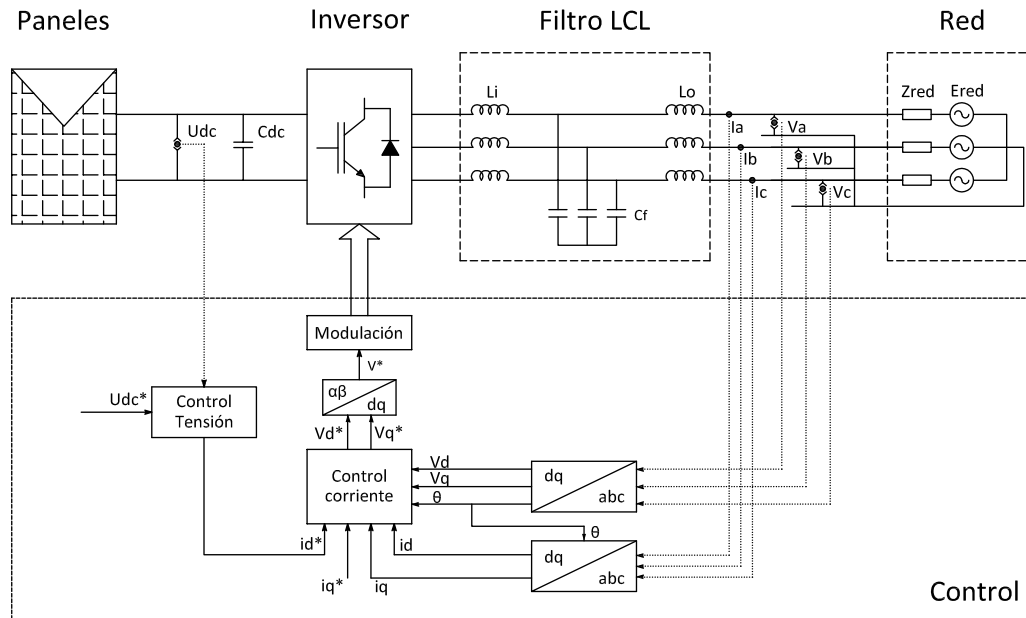 Paneles
Inversor
Filtro LCL
Red
Li
Lo
Zred
Ered
Udc
Cdc
Ia
Va
Ib
Vb
Ic
Vc
Cf
Modulación
v*
αβ
dq
Udc*
Control
Tensión
Vd*
Vq*
Control
corriente
Vd
Vq
θ
dq
abc
θ
id*
id
dq
abc
iq*
iq
Control